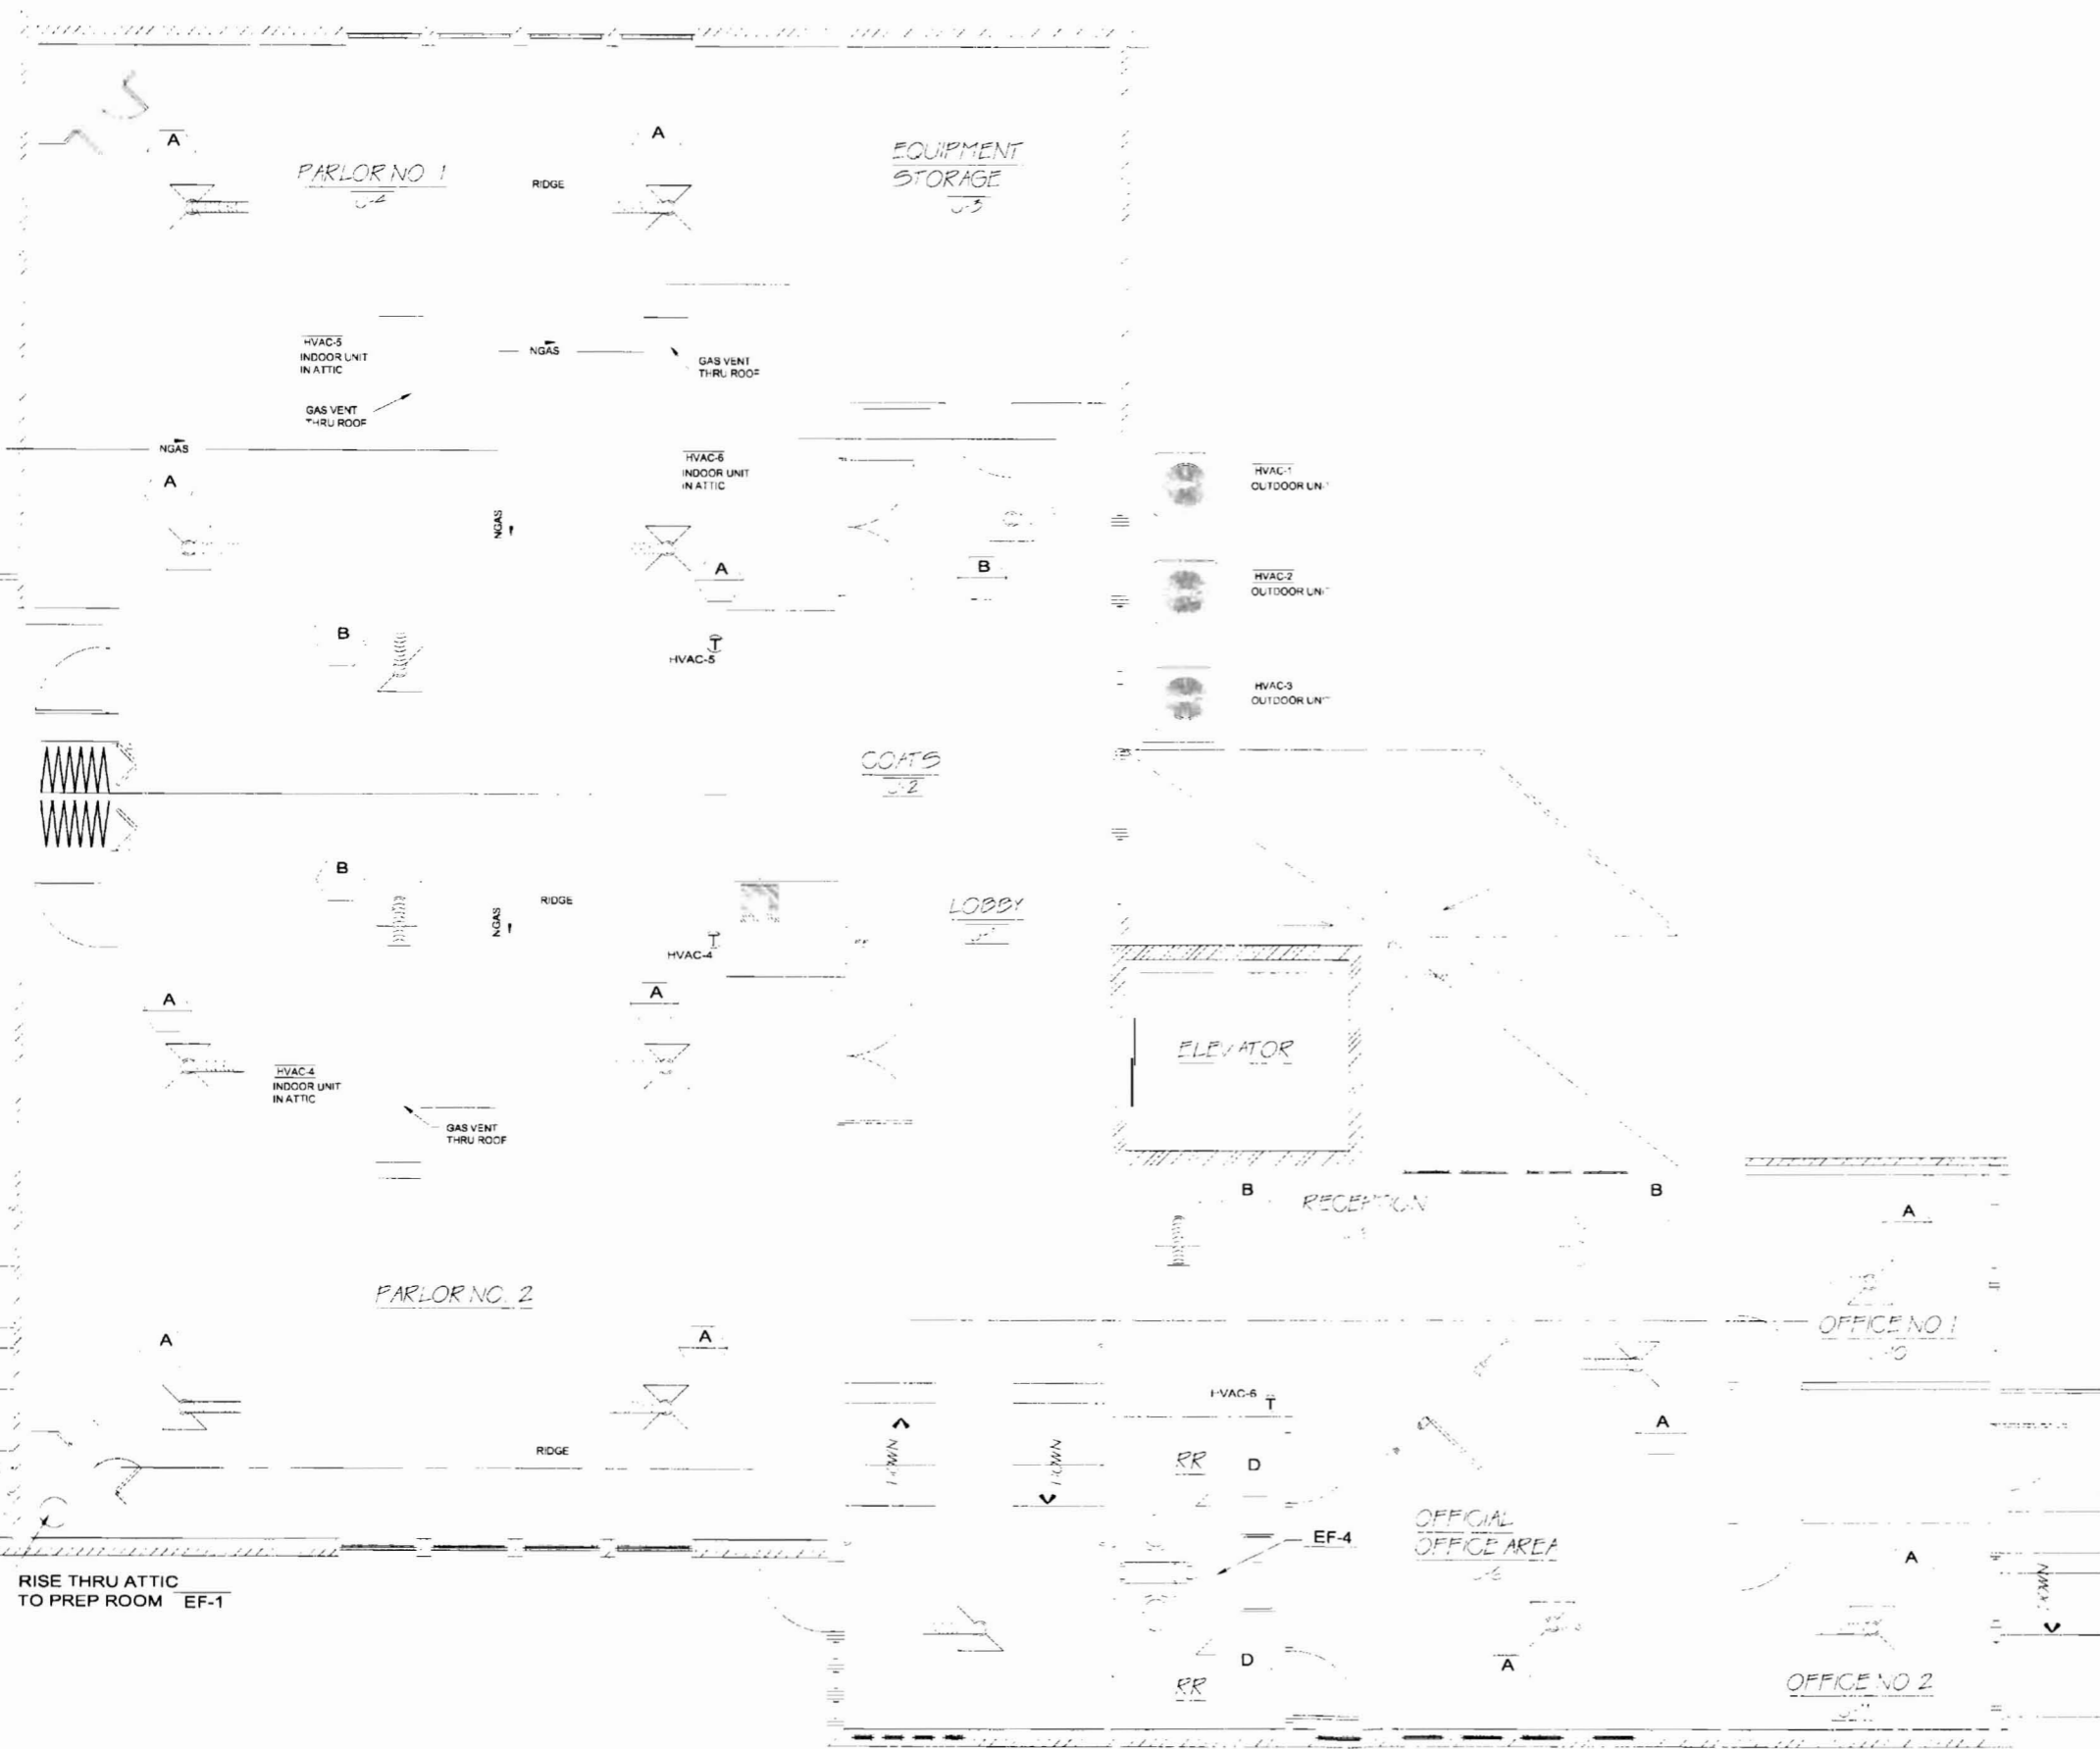 A
A
PARLOR NO 1
RIDGE
EQUIPMENT
STORAGE
HVAC-5
INDOOR UNIT
IN ATTIC
NGAS
GAS VENT
THRU ROOF
GAS VENT
THRU ROOF
NGAS
HVAC-6
INDOOR UNIT
IN ATTIC
A
NGAS
A
B
HVAC-1
OUTDOOR
HVAC-2
OUTDOOR
HVAC-3
OUTDOOR
B
T
HVAC-5
COATS
B
RIDGE
NGAS
LOBBY
T
HVAC-4
A
A
ELEVATOR
HVAC-4
INDOOR UNIT
IN ATTIC
GAS VENT
THRU ROOF
B
RECEPTION
B
A
PARLOR NO. 2
OFFICE NO 1
A
A
HVAC-6
T
A
RIDGE
DOWN
DOWN
RR
D
OFFICIAL
OFFICE AREA
EF-4
A
DOWN
RISE THRU ATTIC
TO PREP ROOM EF-1
D
A
RR
OFFICE NO 2